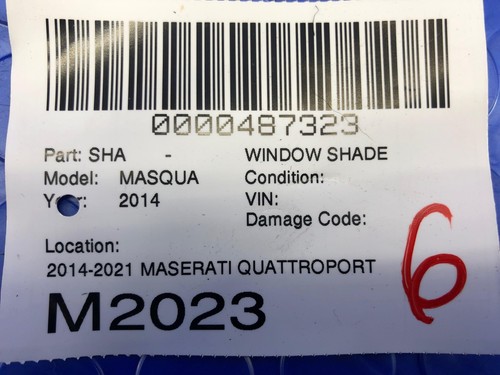 0000487323
Part: SHA - WINDOW SHADE
Model: MASQUA Condition:
Year: 2014 VIN:
Damage Code:
Location:
2014-2021 MASERATI QUATTROPORT
M2023
6